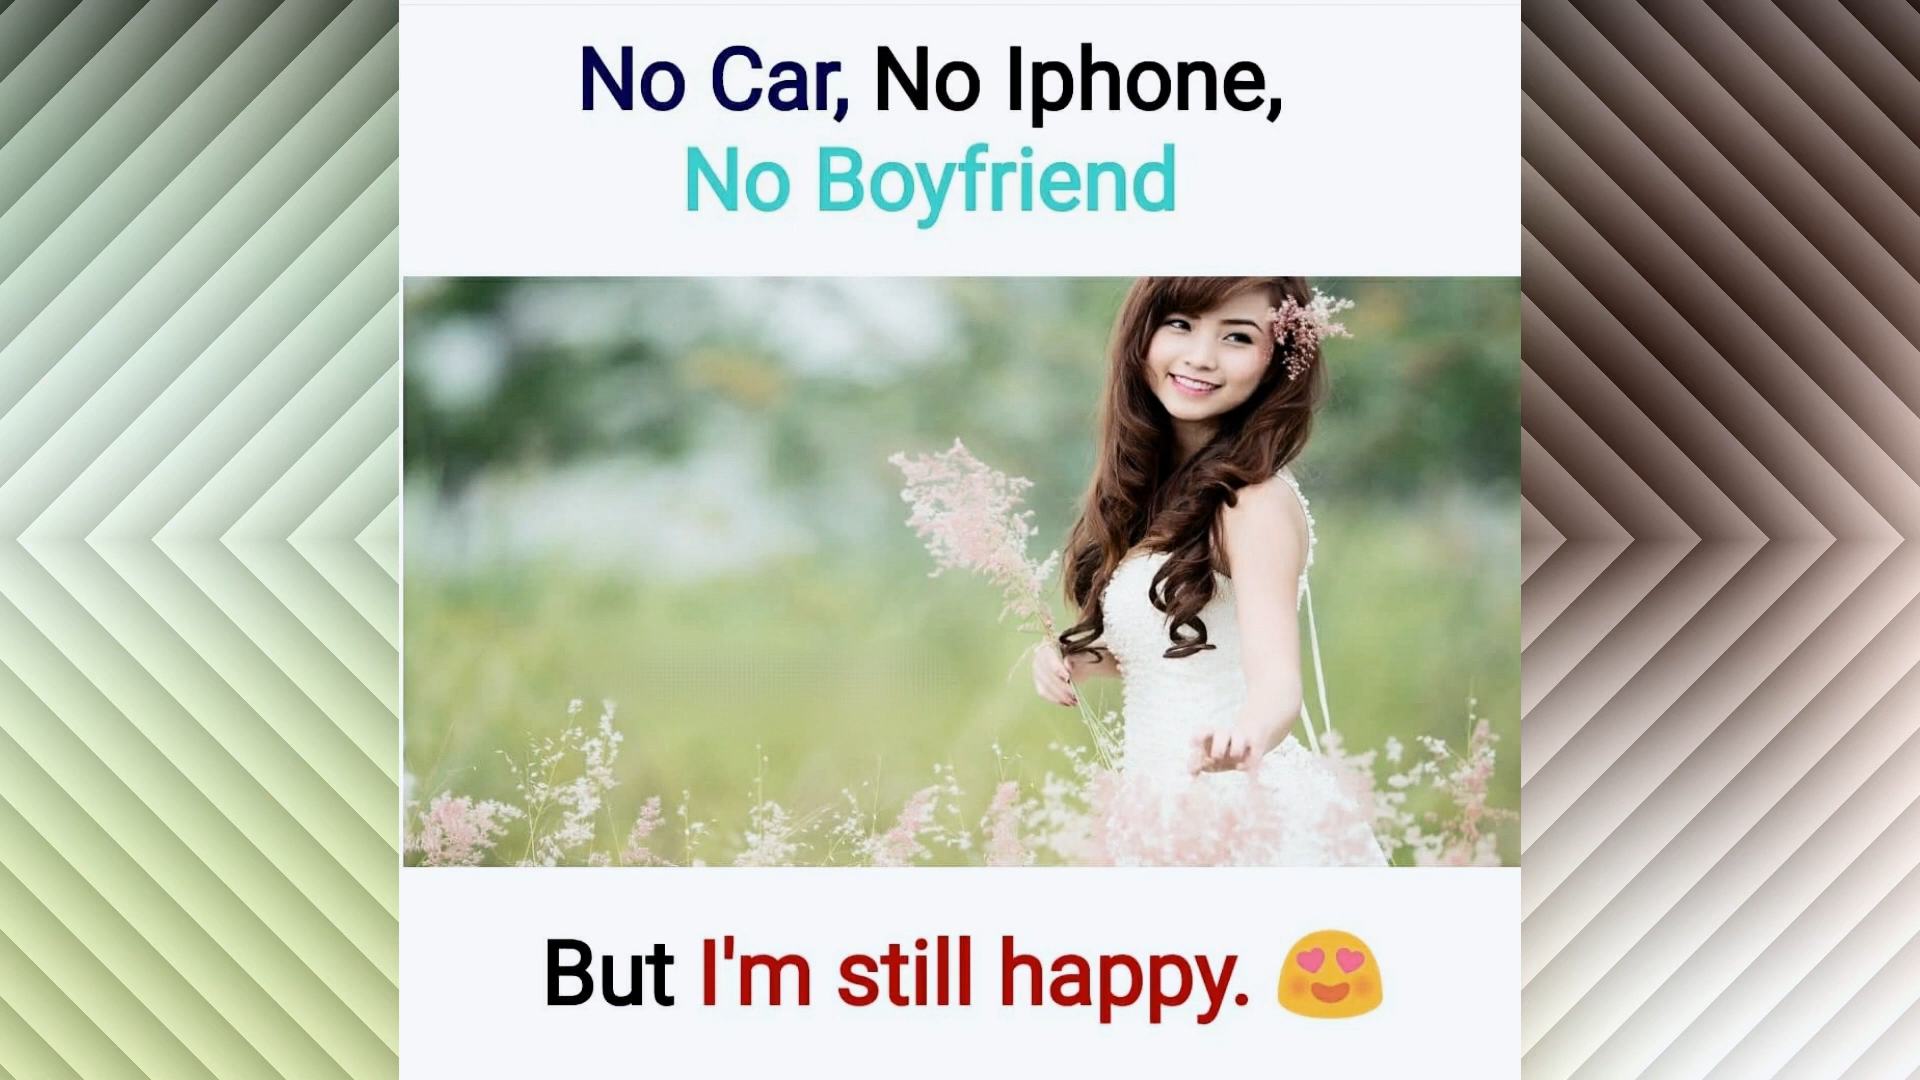 No Car, No Iphone,
No Boyfriend
But I'm still happy. 😍